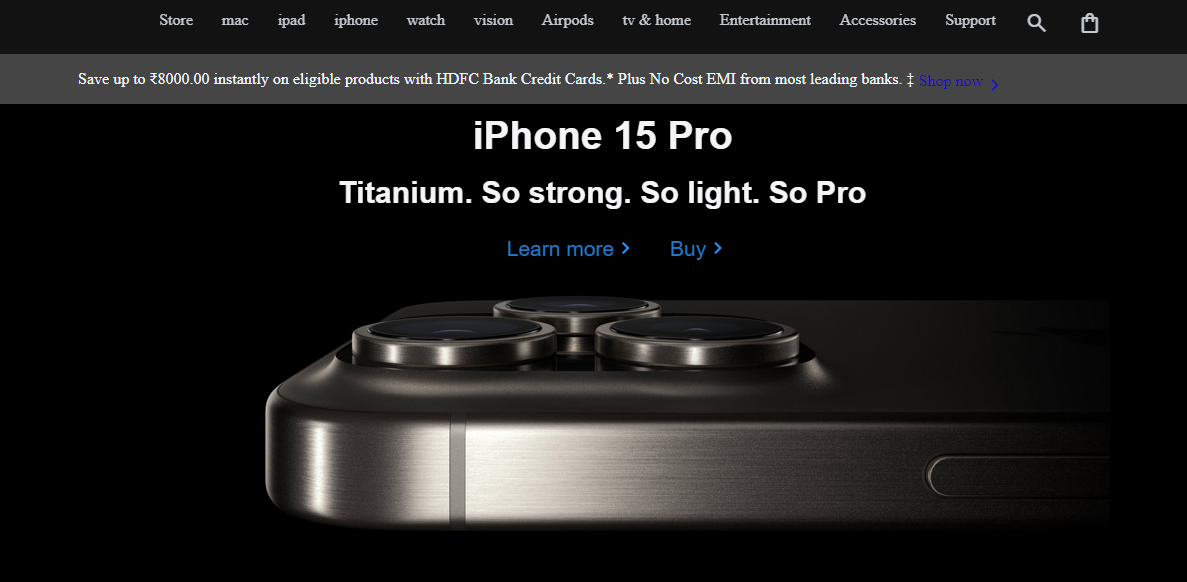 Store mac ipad iphone watch vision Airpods tv & home Entertainment Accessories Support
Save up to ₹8000.00 instantly on eligible products with HDFC Bank Credit Cards.* Plus No Cost EMI from most leading banks. ‡ Shop now
iPhone 15 Pro
Titanium. So strong. So light. So Pro
Learn more Buy